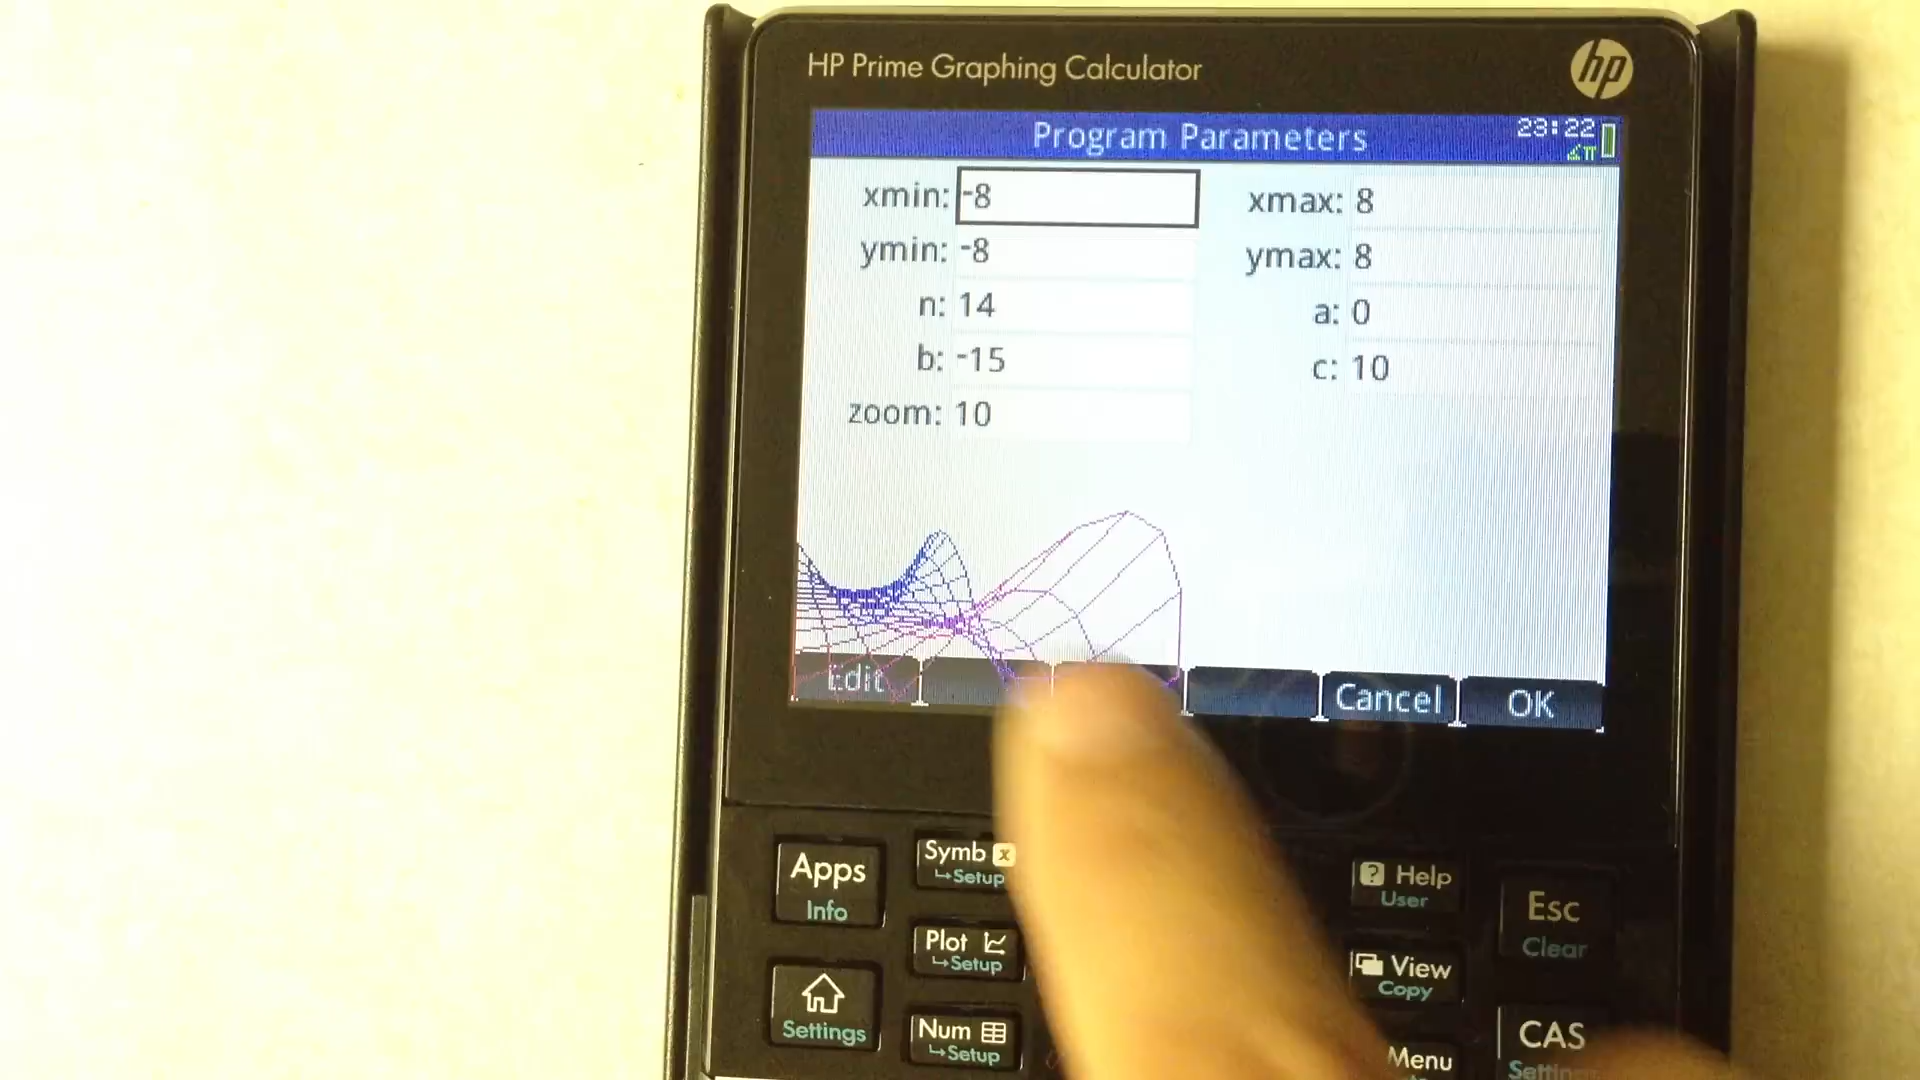 HP Prime Graphing Calculator
hp
Program Parameters
23:22
∡π
xmin: -8
xmax: 8
ymin: -8
ymax: 8
n: 14
a: 0
b: -15
c: 10
zoom: 10
Edit
Cancel
OK
Apps
Info
Symb x
↪Setup
? Help
User
Esc
Clear
Plot
↪Setup
View
Copy
Settings
Num
↪Setup
CAS
Menu